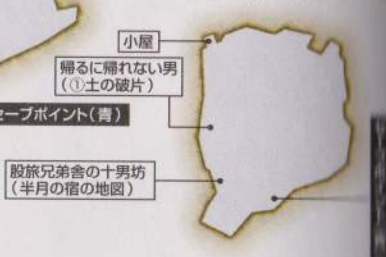 小屋
帰るに帰れない男
(①土の破片)
セーブポイント(青)
股旅兄弟舎の十男坊
(半月の宿の地図)